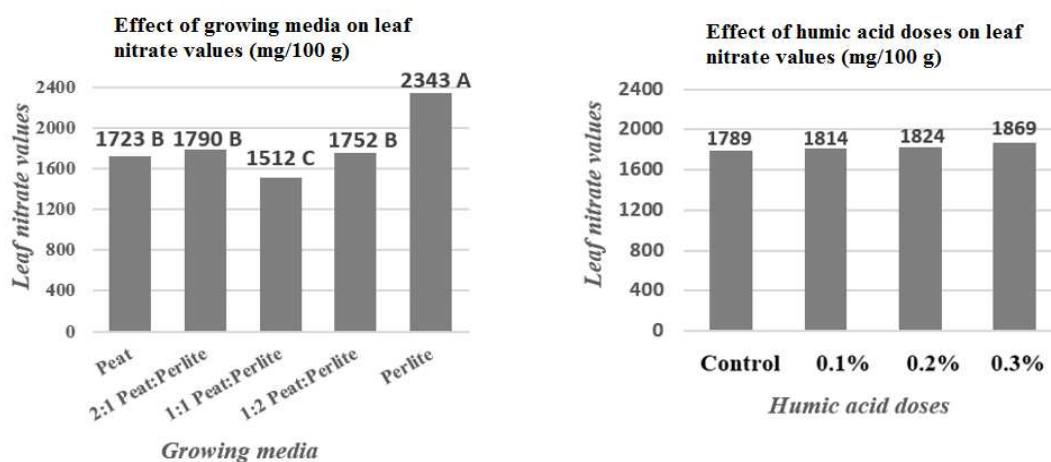 Effect of growing media on leaf
nitrate values (mg/100 g)
Leaf nitrate values
2400
2000
1600
1200
800
400
0
1723 B
1790 B
1512 C
1752 B
2343 A
Peat
2:1 Peat:Perlite
1:1 Peat:Perlite
1:2 Peat:Perlite
Perlite
Growing media
Effect of humic acid doses on leaf
nitrate values (mg/100 g)
Leaf nitrate values
2400
2000
1600
1200
800
400
0
1789
1814
1824
1869
Control
0.1%
0.2%
0.3%
Humic acid doses